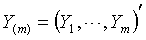 Y_{(m)} = (Y_1, ⋯, Y_m)′